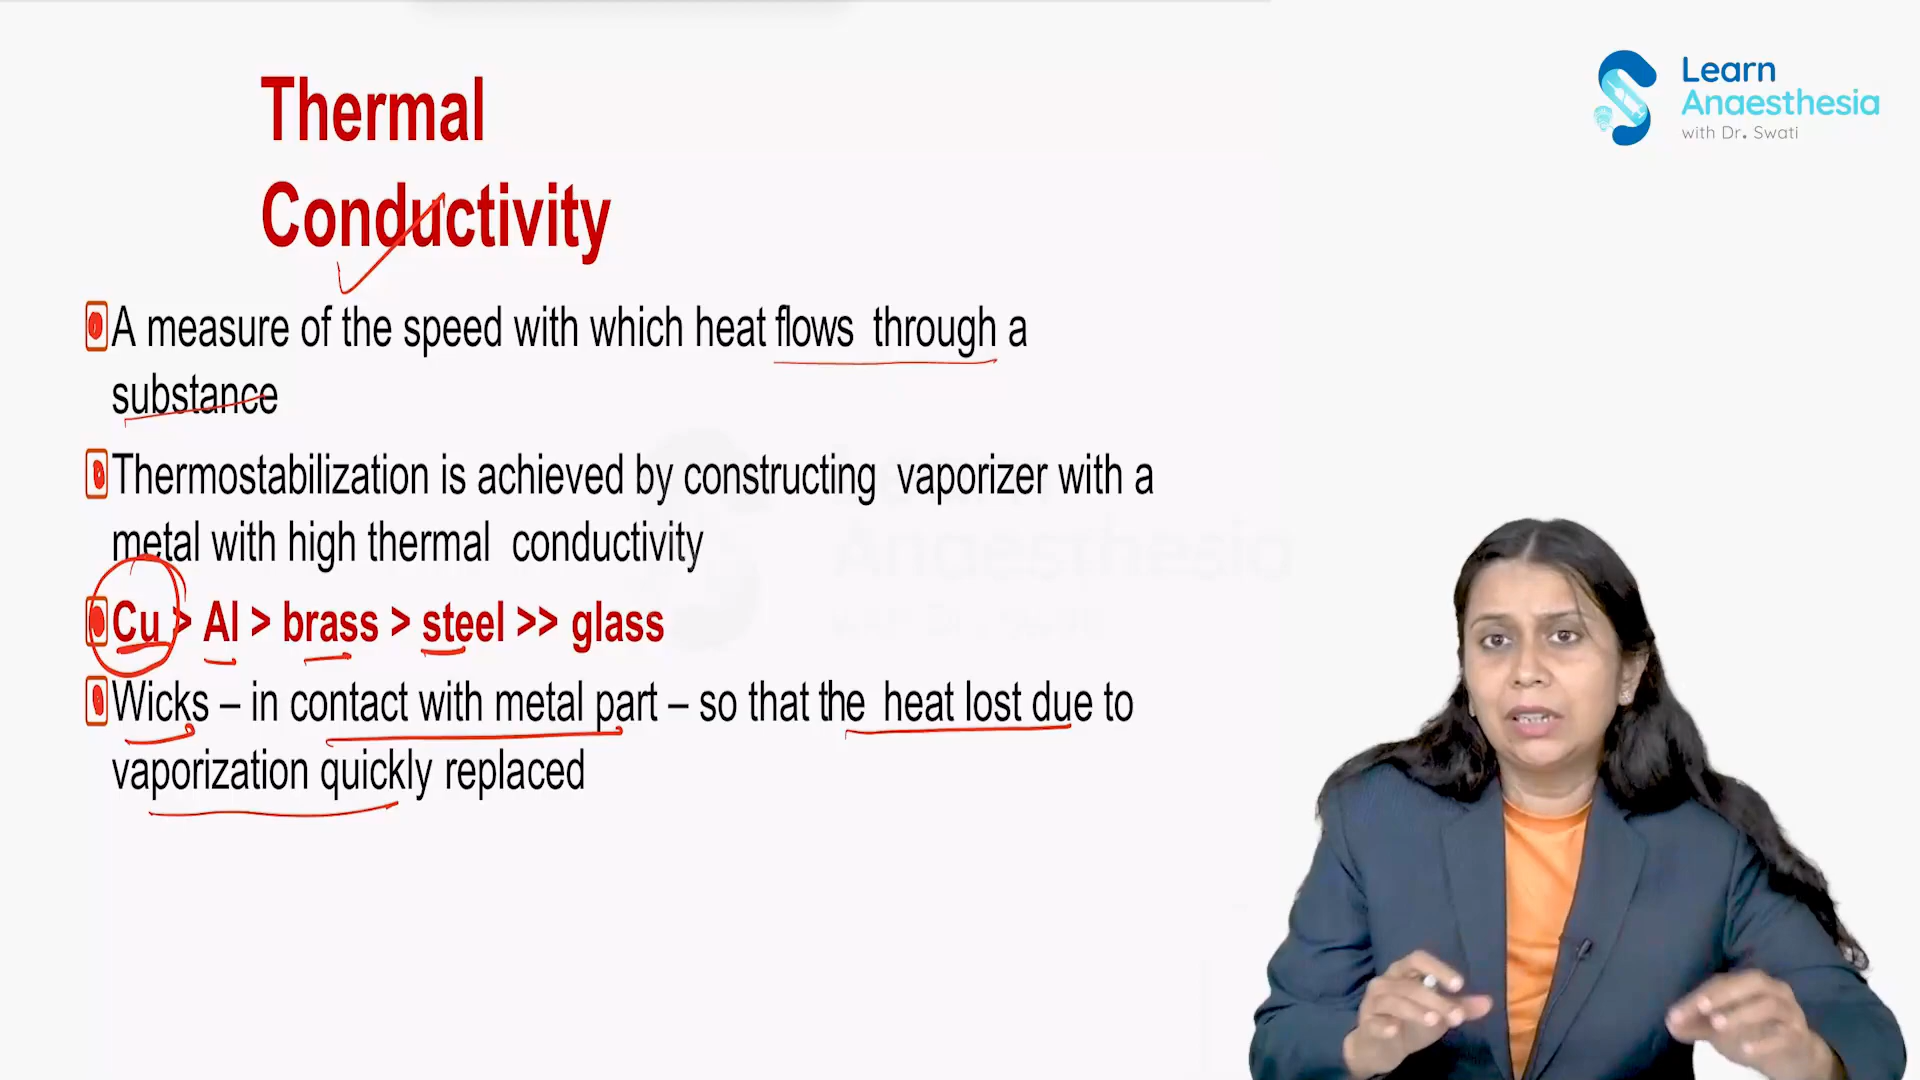 Thermal
Conductivity
A measure of the speed with which heat flows through a
substance
Thermostabilization is achieved by constructing vaporizer with a
metal with high thermal conductivity
Cu > Al > brass > steel >> glass
Wicks – in contact with metal part – so that the heat lost due to
vaporization quickly replaced
Learn
Anaesthesia
with Dr. Swati